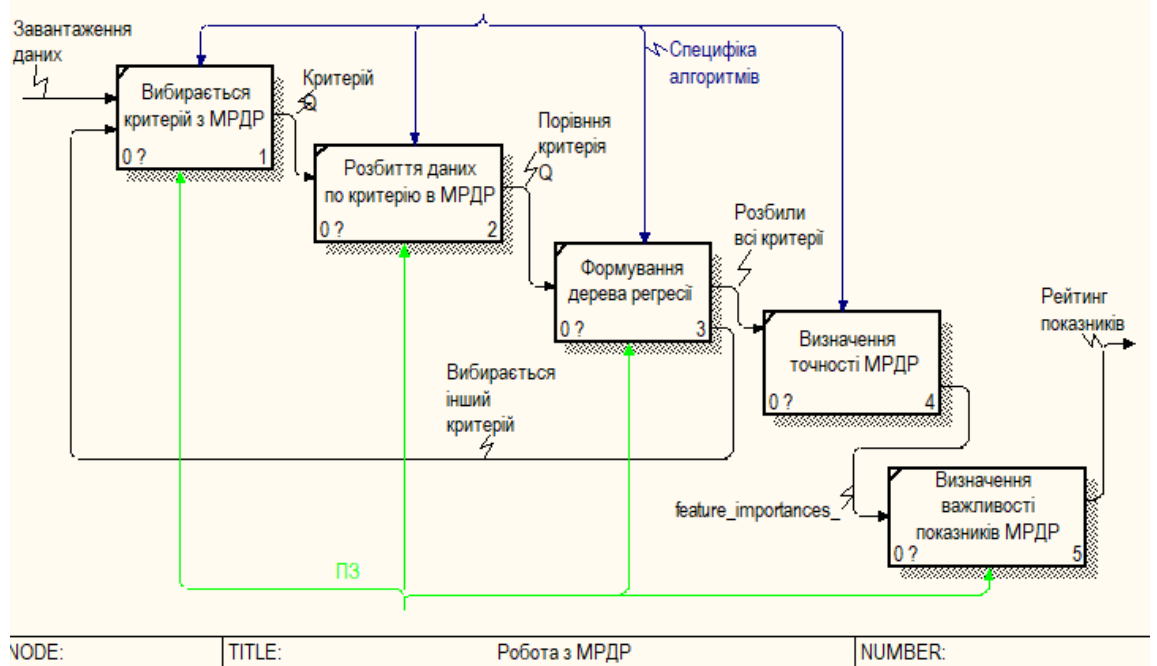 Завантаження
даних
Вибирається
критерій з МРДР
0 ?
1
Критерій
Q
Специфіка
алгоритмів
Розбиття даних
по критерію в МРДР
0 ?
2
Порівння
критерія
Q
Формування
дерева регресії
0 ?
3
Розбили
всі критерії
Визначення
точності МРДР
0 ?
4
Рейтинг
показників
Вибирається
інший
критерій
feature_importances_
Визначення
важливості
показників МРДР
0 ?
5
ПЗ
NODE:
TITLE:
Робота з МРДР
NUMBER: